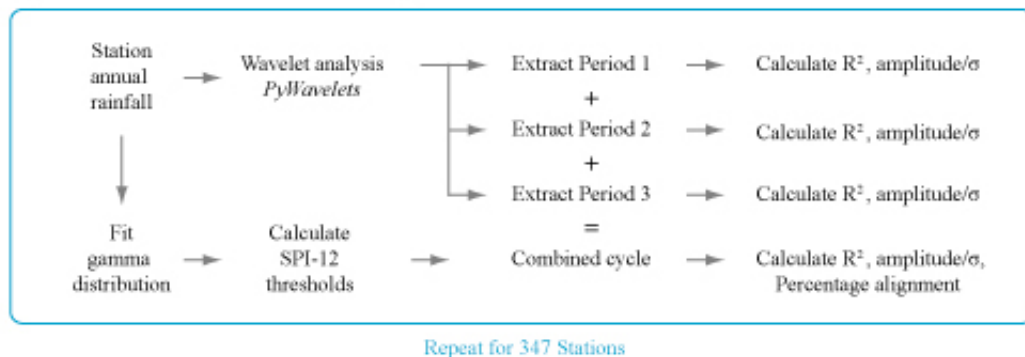 Station
annual
rainfall
Wavelet analysis
PyWavelets
Extract Period 1
Calculate R², amplitude/σ
+
Extract Period 2
Calculate R², amplitude/σ
+
Extract Period 3
Calculate R², amplitude/σ
=
Fit
gamma
distribution
Calculate
SPI-12
thresholds
Combined cycle
Calculate R², amplitude/σ,
Percentage alignment
Repeat for 347 Stations